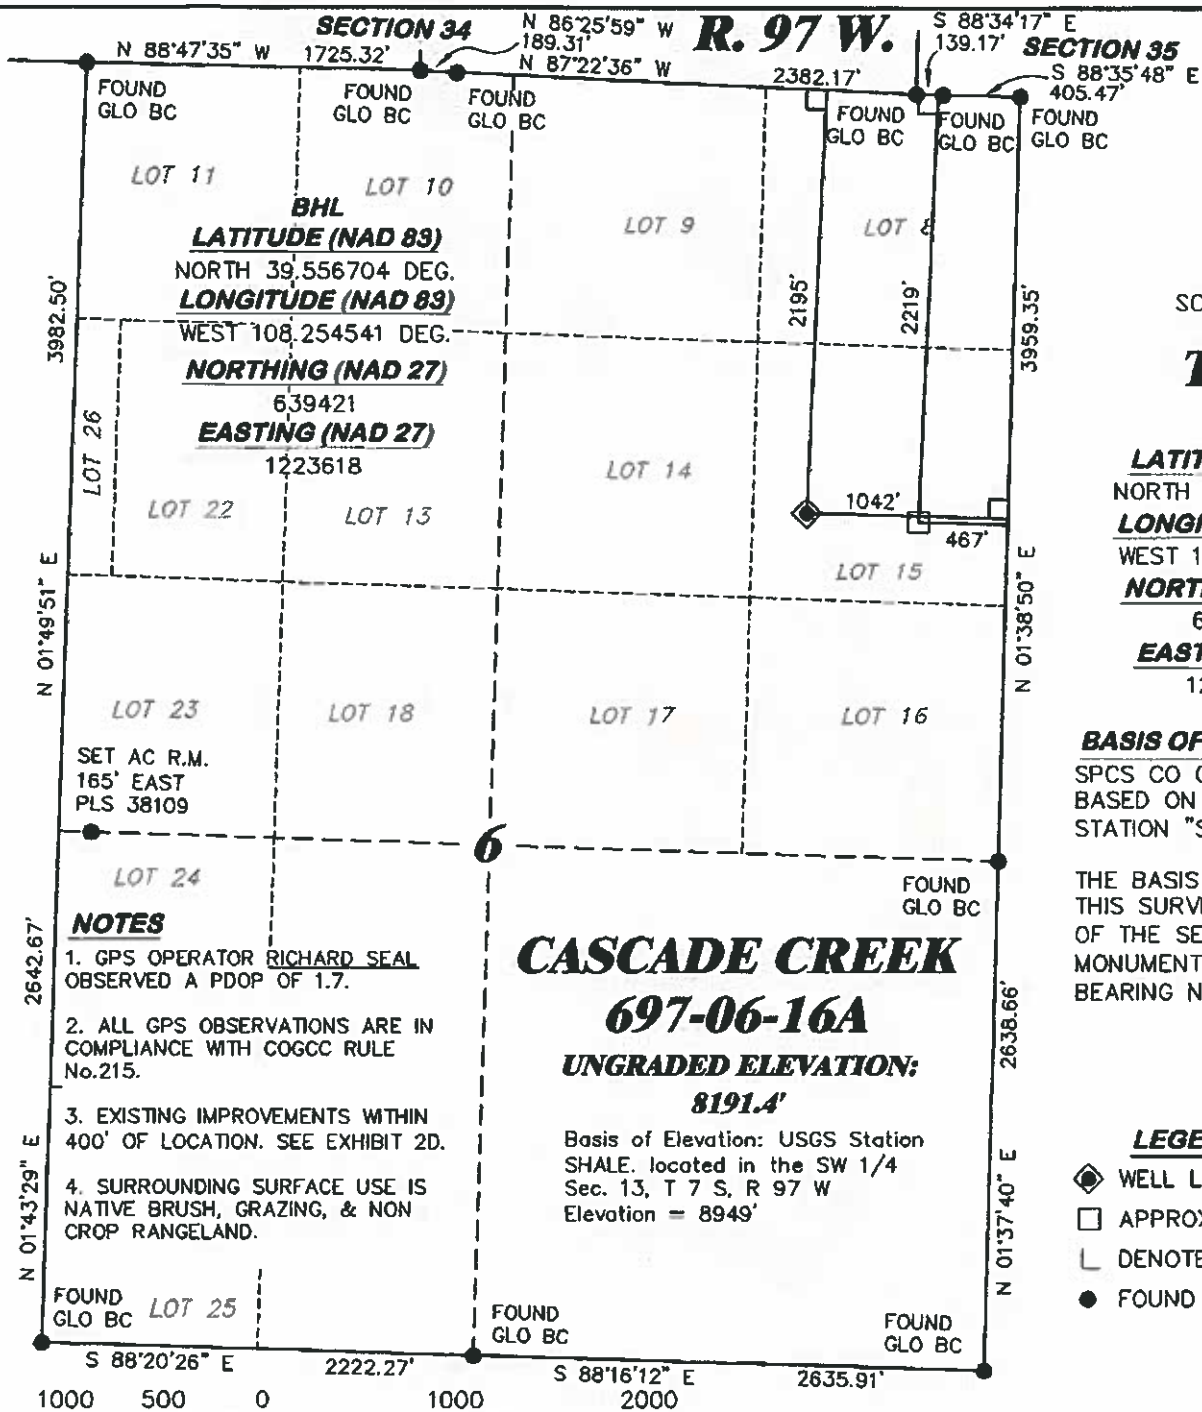 SECTION 34
N 86°25'59" W
189.31'
R. 97 W.
S 88°34'17" E
139.17'
SECTION 35
N 88°47'35" W
1725.32'
N 87°22'36" W
2382.17'
S 88°35'48" E
405.47'
FOUND
GLO BC
FOUND
GLO BC
FOUND
GLO BC
FOUND
GLO BC
FOUND
GLO BC
FOUND
GLO BC
LOT 11
LOT 10
LOT 9
LOT 8
BHL
LATITUDE (NAD 83)
NORTH 39.556704 DEG.
LONGITUDE (NAD 83)
WEST 108.254541 DEG.
NORTHING (NAD 27)
639421
EASTING (NAD 27)
1223618
3982.50'
2195'
2219'
3959.35'
SC
T
LOT 26
LOT 22
LOT 13
LOT 14
1042'
467'
LOT 15
LATIT
NORTH
LONGI
WEST 1
NORTH
6
EAST
12
N 01°49'51" E
N 01°38'50" E
LOT 23
LOT 18
LOT 17
LOT 16
SET AC R.M.
165' EAST
PLS 38109
BASIS OF
SPCS CO
BASED ON
STATION "S
6
LOT 24
FOUND
GLO BC
THE BASIS
THIS SURVE
OF THE SE
MONUMENT
BEARING N
NOTES
1. GPS OPERATOR RICHARD SEAL
OBSERVED A PDOP OF 1.7.
2. ALL GPS OBSERVATIONS ARE IN
COMPLIANCE WITH COGCC RULE
No.215.
3. EXISTING IMPROVEMENTS WITHIN
400' OF LOCATION. SEE EXHIBIT 2D.
4. SURROUNDING SURFACE USE IS
NATIVE BRUSH, GRAZING, & NON
CROP RANGELAND.
2642.67'
N 01°43'29" E
CASCADE CREEK
697-06-16A
UNGRADED ELEVATION:
8191.4'
Basis of Elevation: USGS Station
SHALE. located in the SW 1/4
Sec. 13, T 7 S, R 97 W
Elevation = 8949'
2638.66'
N 01°37'40" E
LEGE
WELL L
APPROX
DENOTE
FOUND
FOUND
GLO BC
LOT 25
FOUND
GLO BC
FOUND
GLO BC
S 88°20'26" E
2222.27'
S 88°16'12" E
2635.91'
1000 500 0 1000 2000